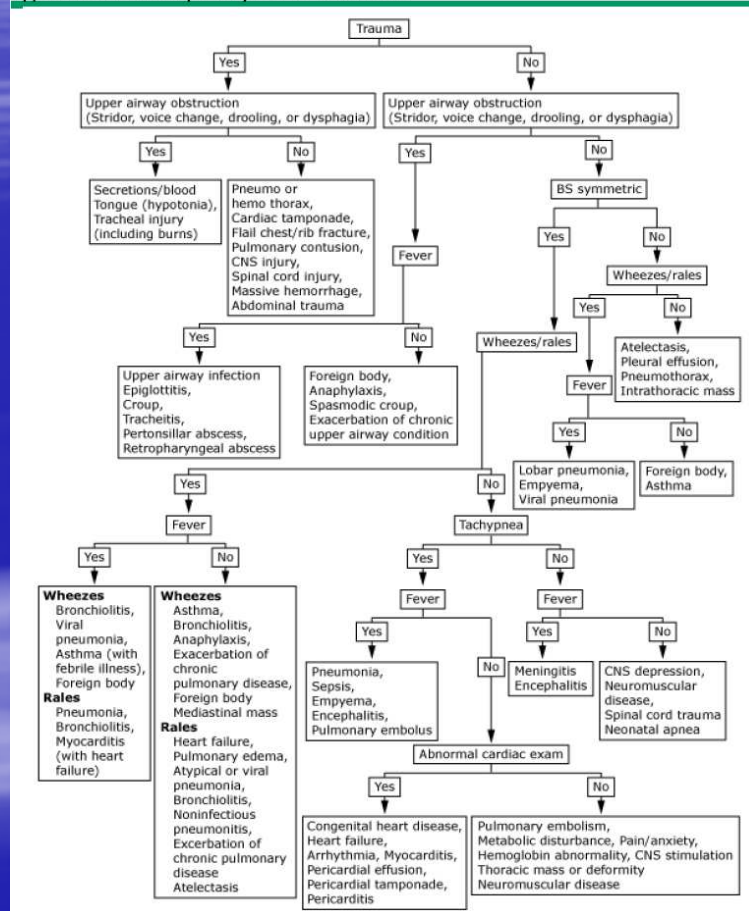 Trauma
Yes
No
Upper airway obstruction
(Stridor, voice change, drooling, or dysphagia)
Upper airway obstruction
(Stridor, voice change, drooling, or dysphagia)
Yes
No
Yes
No
Secretions/blood
Tongue (hypotonia),
Tracheal injury
(including burns)
Pneumo or
hemo thorax,
Cardiac tamponade,
Flail chest/rib fracture,
Pulmonary contusion,
CNS injury,
Spinal cord injury,
Massive hemorrhage,
Abdominal trauma
BS symmetric
Yes
No
Fever
Wheezes/rales
Yes
No
Yes
No
Wheezes/rales
Atelectasis,
Pleural effusion,
Pneumothorax,
Intrathoracic mass
Upper airway infection
Epiglottitis,
Croup,
Tracheitis,
Pertonsillar abscess,
Retropharyngeal abscess
Foreign body,
Anaphylaxis,
Spasmodic croup,
Exacerbation of chronic
upper airway condition
Fever
Yes
No
Lobar pneumonia,
Empyema,
Viral pneumonia
Foreign body,
Asthma
Yes
No
Fever
Tachypnea
Yes
No
Yes
No
Wheezes
Bronchiolitis,
Viral
pneumonia,
Asthma (with
febrile illness),
Foreign body
Rales
Pneumonia,
Bronchiolitis,
Myocarditis
(with heart
failure)
Wheezes
Asthma,
Bronchiolitis,
Anaphylaxis,
Exacerbation of
chronic
pulmonary disease,
Foreign body
Mediastinal mass
Rales
Heart failure,
Pulmonary edema,
Atypical or viral
pneumonia,
Bronchiolitis,
Noninfectious
pneumonitis,
Excerbation of
chronic pulmonary
disease
Atelectasis
Fever
Fever
Yes
No
Yes
No
Pneumonia,
Sepsis,
Empyema,
Encephalitis,
Pulmonary embolus
Meningitis
Encephalitis
CNS depression,
Neuromuscular
disease,
Spinal cord trauma
Neonatal apnea
Abnormal cardiac exam
Yes
No
Congenital heart disease,
Heart failure,
Arrhythmia, Myocarditis,
Pericardial effusion,
Pericardial tamponade,
Pericarditis
Pulmonary embolism,
Metabolic disturbance, Pain/anxiety,
Hemoglobin abnormality, CNS stimulation
Thoracic mass or deformity
Neuromuscular disease